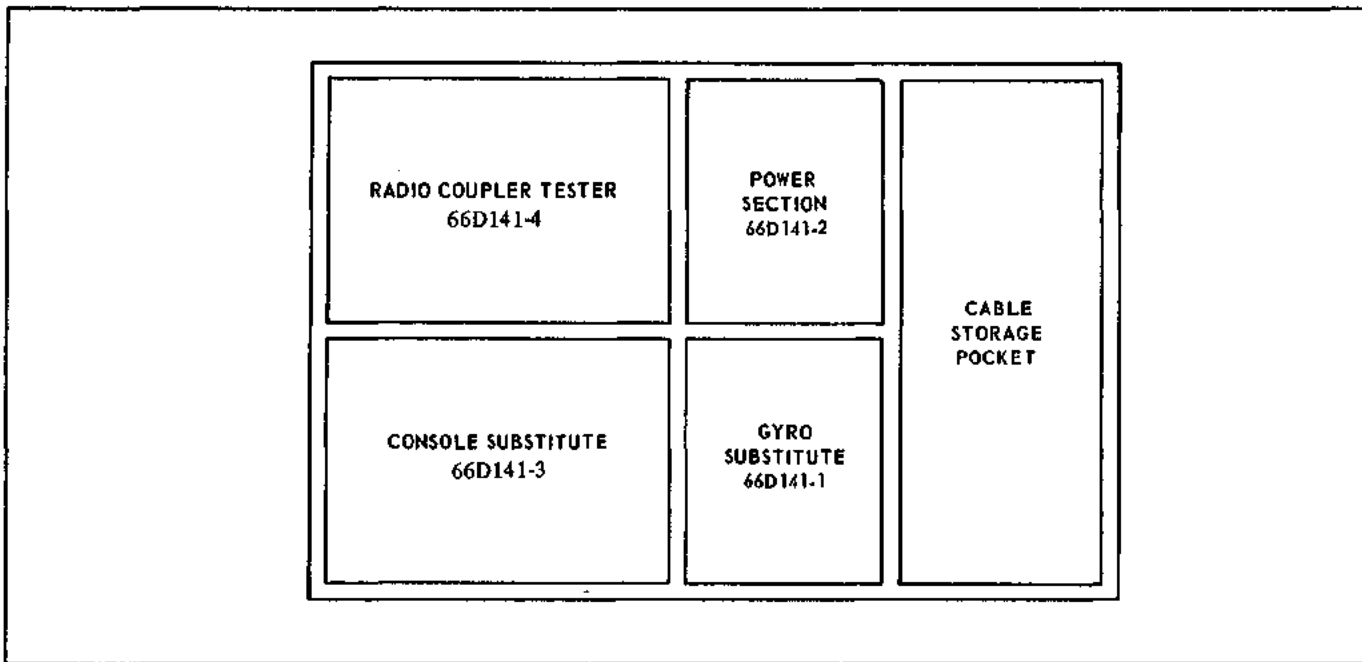 RADIO COUPLER TESTER
66D141-4
POWER
SECTION
66D141-2
CABLE
STORAGE
POCKET
CONSOLE SUBSTITUTE
66D141-3
GYRO
SUBSTITUTE
66D141-1